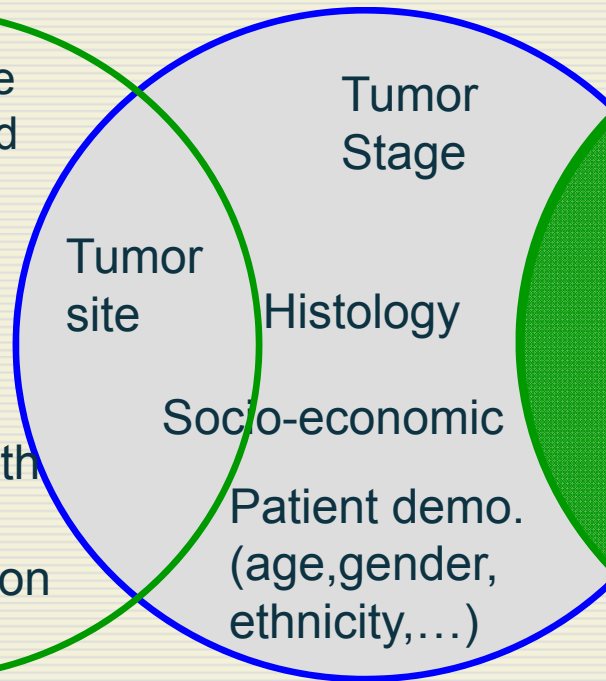 Tumor
Stage
Tumor
site
Histology
Socio-economic
Patient demo.
(age,gender,
ethnicity,…)